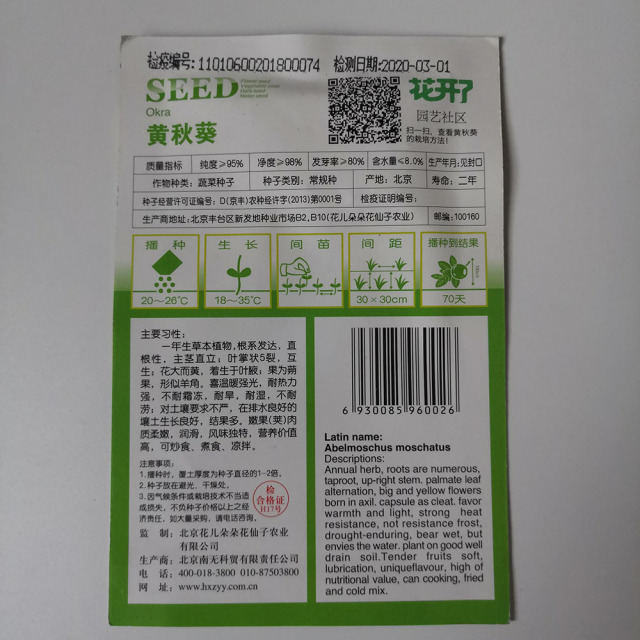 检疫编号:11010600201800074 检测日期:2020-03-01
SEED
Flower seed
Vegetable seed
Okra
黄秋葵
花开了
园艺社区
扫一扫，查看黄秋葵
的栽培方法！
质量指标 纯度≥95% 净度≥98% 发芽率≥80% 含水量≤8.0% 生产年月:见封口
作物种类：蔬菜种子 种子类别：常规种 产地：北京 寿命：二年
种子经营许可证编号：D(京丰)农种经许字(2013)第0001号 检疫证明编号：
生产商地址：北京丰台区新发地种业市场B2,B10(花儿朵朵花仙子农业) 邮编:100160
播种 生长 间苗 间距 播种到结果
20～26℃ 18～35℃ 30×30cm 70天
主要习性：
一年生草本植物，根系发达，直
根性，主茎直立；叶掌状5裂，互
生；花大而黄，着生于叶腋；果为蒴
果，形似羊角，喜温暖强光，耐热力
强，不耐霜冻，耐旱，耐湿，不耐
涝；对土壤要求不严，在排水良好的
壤土生长良好，结果多，嫩果(荚)肉
质柔嫩，润滑，风味独特，营养价值
高，可炒食、煮食、凉拌。
注意事项：
1.播种时，覆土厚度为种子直径的1-2倍。
2.种子放在避光、干燥处。
3.因气候条件或栽培技术不当造
成损失，不负种子价格以上之经
济责任，如大量采购，请电话咨询。
检
合格证
H17号
监 制：北京花儿朵朵花仙子农业
有限公司
生产商：北京南无科贸有限责任公司
电 话：400-018-3800 010-87503800
网 址：www.hxzyy.com.cn
6 930085 960026
Latin name:
Abelmoschus moschatus
Descriptions:
Annual herb, roots are numerous,
taproot, up-right stem. palmate leaf
alternation, big and yellow flowers
born in axil. capsule as cleat. favor
warmth and light, strong heat
resistance, not resistance frost,
drought-enduring, bear wet, but
envies the water. plant on good well
drain soil.Tender fruits soft,
lubrication, uniqueflavour, high of
nutritional value, can cooking, fried
and cold mix.